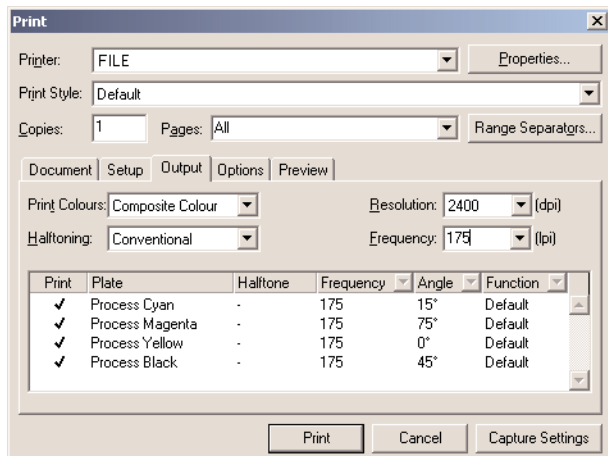 Print
Printer: FILE Properties...
Print Style: Default
Copies: 1 Pages: All Range Separators...
Document Setup Output Options Preview
Print Colours: Composite Colour Resolution: 2400 (dpi)
Halftoning: Conventional Frequency: 175 (lpi)
Print Plate Halftone Frequency Angle Function
✓ Process Cyan - 175 15° Default
✓ Process Magenta - 175 75° Default
✓ Process Yellow - 175 0° Default
✓ Process Black - 175 45° Default
Print Cancel Capture Settings